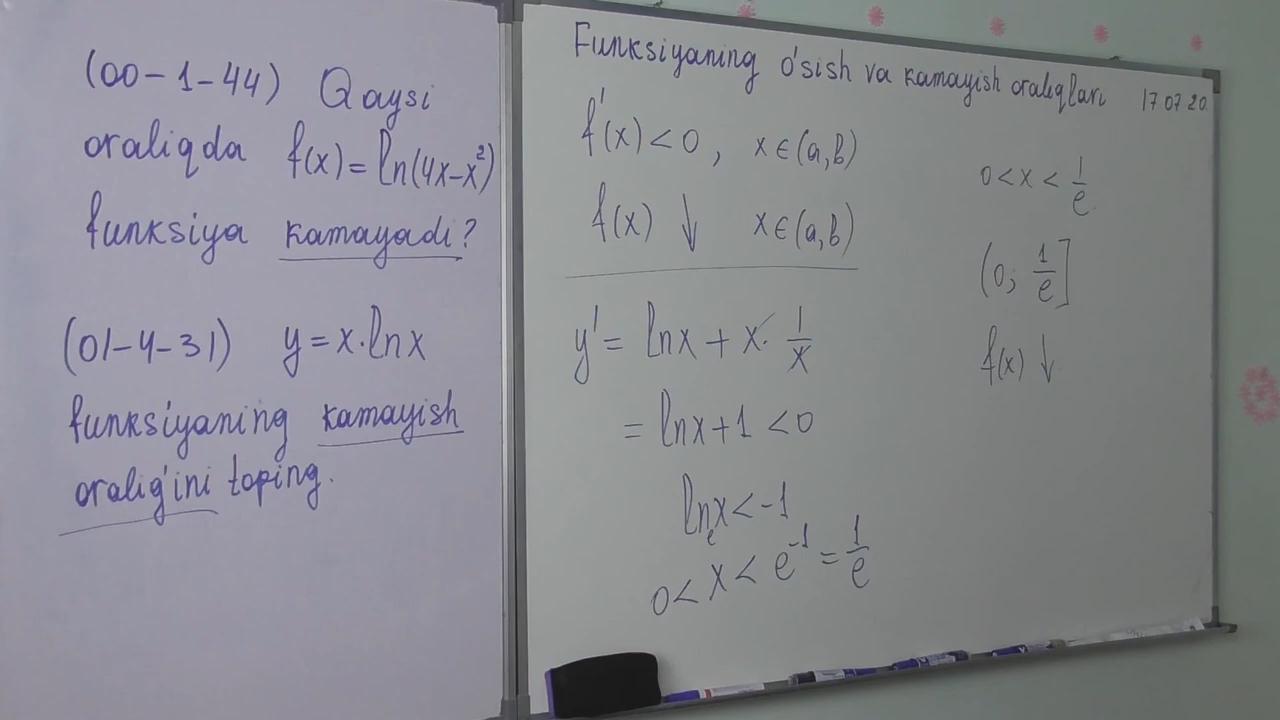 (00-1-44) Qaysi
oraliqda f(x)=ln(4x-x²)
funksiya kamayadi?
(01-4-31) y=x·lnx
funksiyaning kamayish
oralig'ini toping.
Funksiyaning o'sish va kamayish oraliqlari 17.07.20.
f'(x)<0, x∈(a,b)
f(x) ↓ x∈(a,b)
y' = lnx + x·1/x
= lnx+1<0
lnₑx<-1
0<x<e⁻¹=1/e
0<x<1/e
(0; 1/e]
f(x) ↓